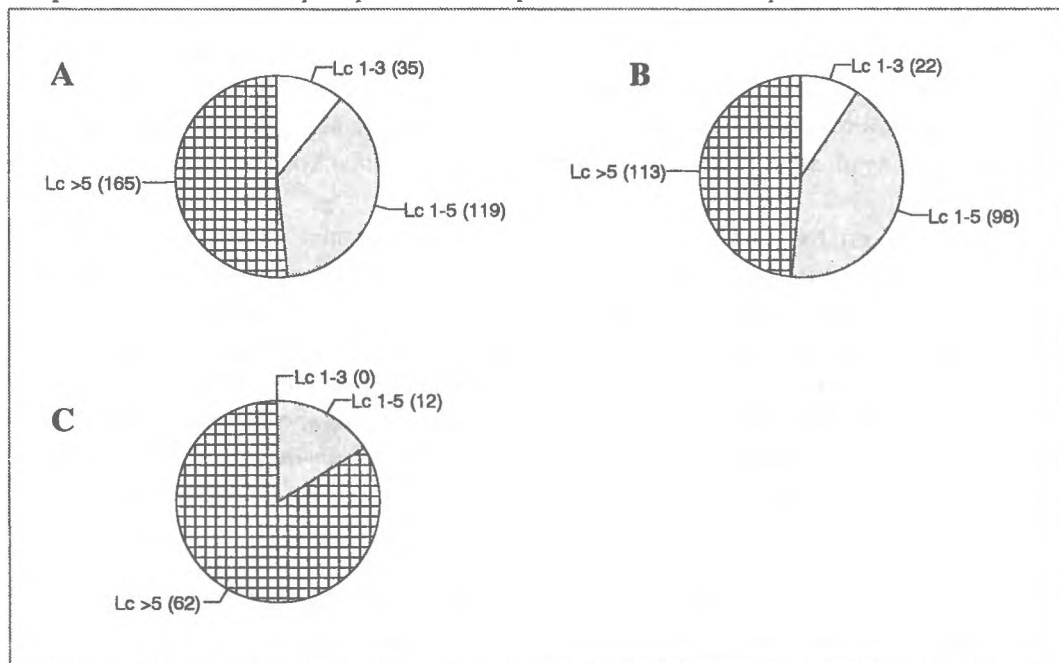 A
Lc 1-3 (35)
Lc >5 (165)
Lc 1-5 (119)
B
Lc 1-3 (22)
Lc >5 (113)
Lc 1-5 (98)
C
Lc 1-3 (0)
Lc 1-5 (12)
Lc >5 (62)